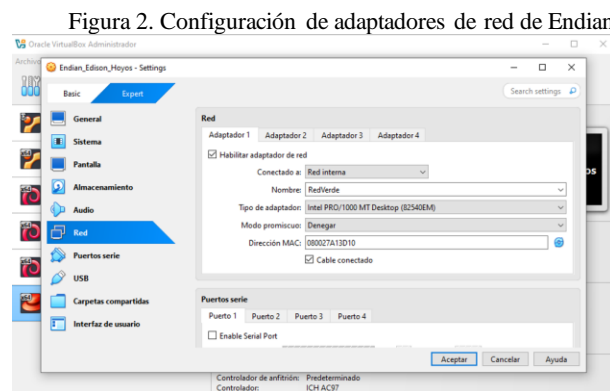 Figura 2. Configuración de adaptadores de red de Endian
Oracle VirtualBox Administrador
Archivo
Endian_Edison_Hoyos - Settings
Basic Expert Search settings
General
Sistema
Pantalla
Almacenamiento
Audio
Red
Puertos serie
USB
Carpetas compartidas
Interfaz de usuario
Red
Adaptador 1 Adaptador 2 Adaptador 3 Adaptador 4
Habilitar adaptador de red
Conectado a: Red interna
Nombre: RedVerde
Tipo de adaptador: Intel PRO/1000 MT Desktop (82540EM)
Modo promiscuo: Denegar
Dirección MAC: 080027A13D10
Cable conectado
Puertos serie
Puerto 1 Puerto 2 Puerto 3 Puerto 4
Enable Serial Port
Aceptar Cancelar Ayuda
os
Controlador de anfitrión: Predeterminado
Controlador: ICH AC97